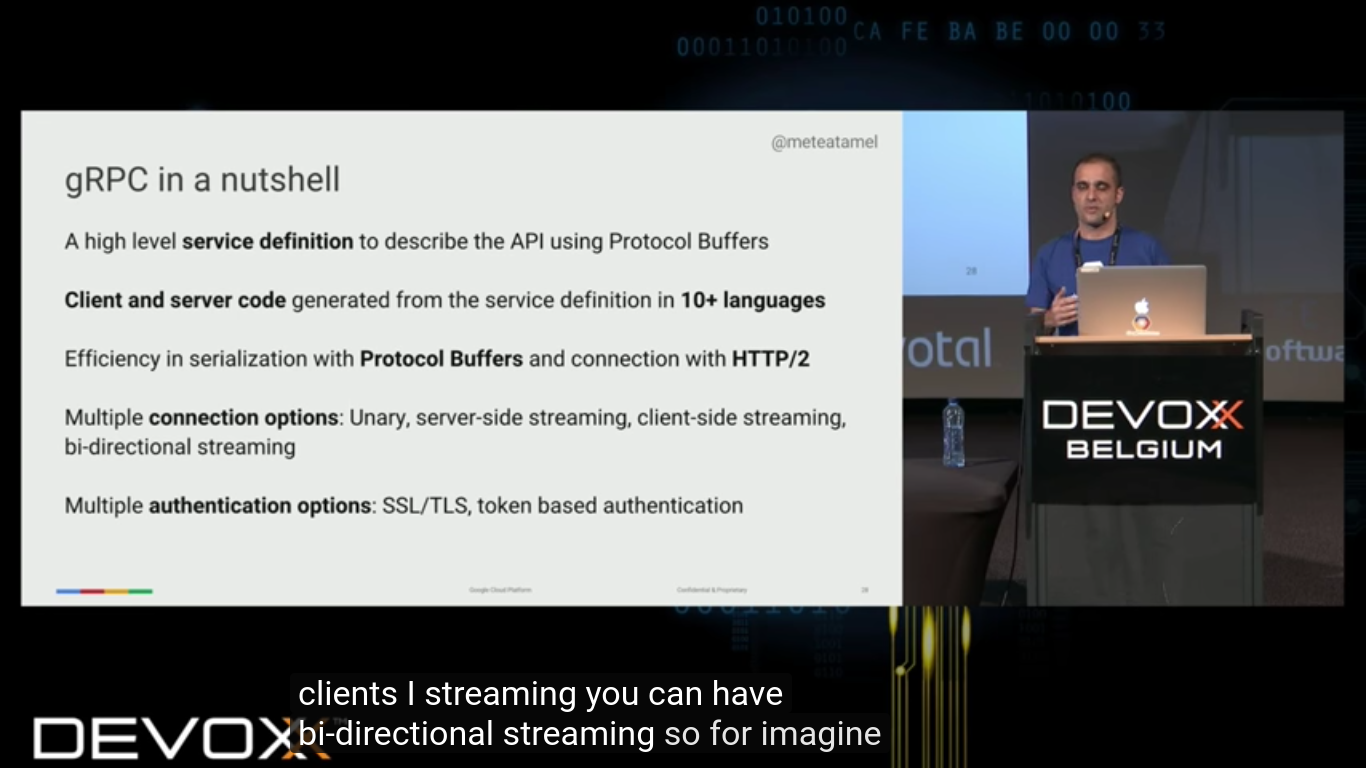 010100
00011010100
CA FE BA BE 00 00 33
1010100
@meteatamel
gRPC in a nutshell
A high level service definition to describe the API using Protocol Buffers
Client and server code generated from the service definition in 10+ languages
Efficiency in serialization with Protocol Buffers and connection with HTTP/2
Multiple connection options: Unary, server-side streaming, client-side streaming,
bi-directional streaming
Multiple authentication options: SSL/TLS, token based authentication
Google Cloud Platform
Confidential & Proprietary
28
28
votal
oftwa
DEVOXX
BELGIUM
clients I streaming you can have
bi-directional streaming so for imagine
DEVOXX